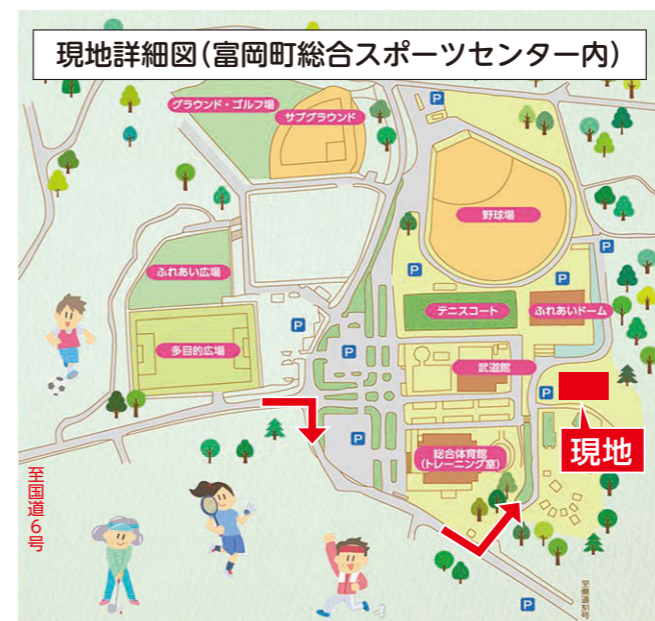 現地詳細図(富岡町総合スポーツセンター内)
グラウンド・ゴルフ場
サブグラウンド
P
野球場
P
P
ふれあい広場
P
P
テニスコート
ふれあいドーム
P
多目的広場
P
武道館
P
現地
P
総合体育館
(トレーニング室)
至国道6号
P